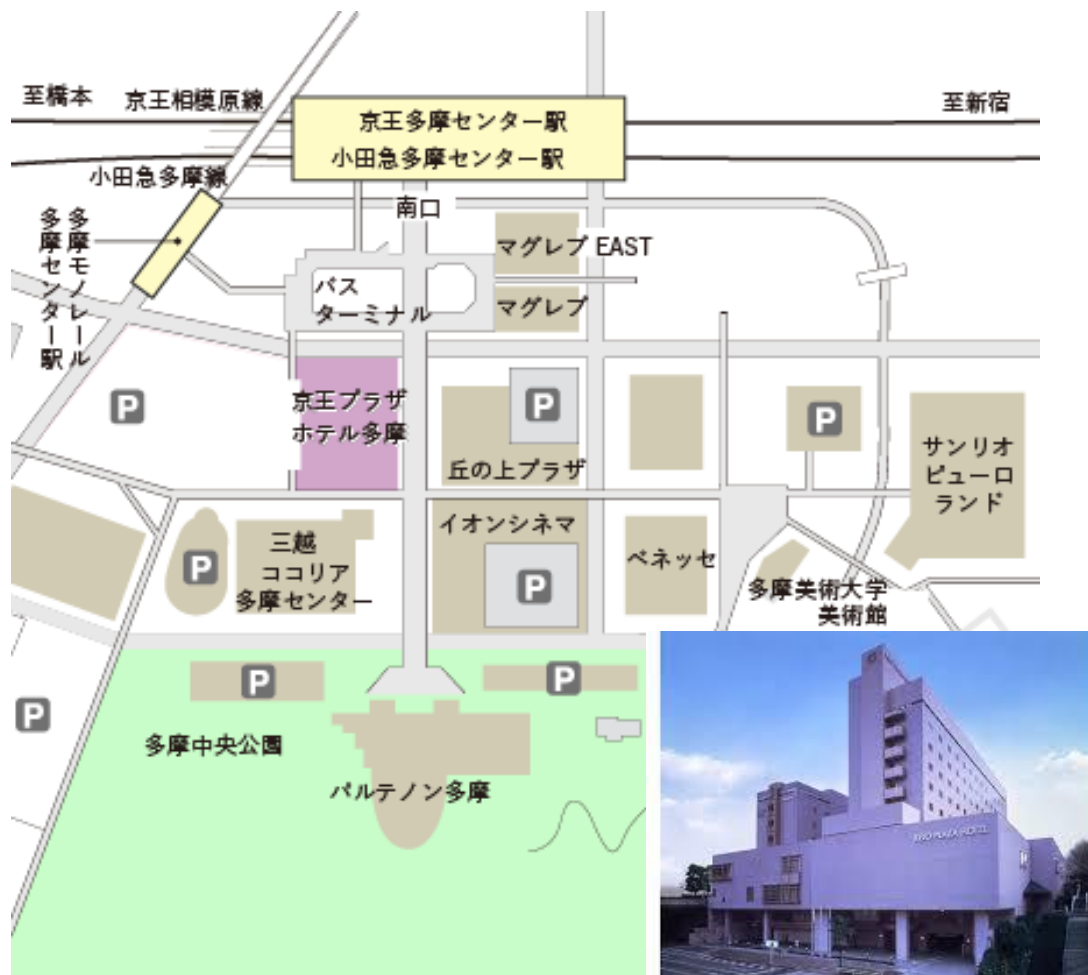 至橋本
京王相模原線
京王多摩センター駅
至新宿
小田急多摩センター駅
小田急多摩線
南口
多摩モノレール
多摩センター駅
マグレブ EAST
バス
ターミナル
マグレブ
P
京王プラザ
ホテル多摩
P
P
丘の上プラザ
サンリオ
ピューロ
ランド
イオンシネマ
三越
ココリア
多摩センター
P
P
ベネッセ
多摩美術大学
美術館
P
P
P
多摩中央公園
パルテノン多摩
KEIO PLAZA HOTEL